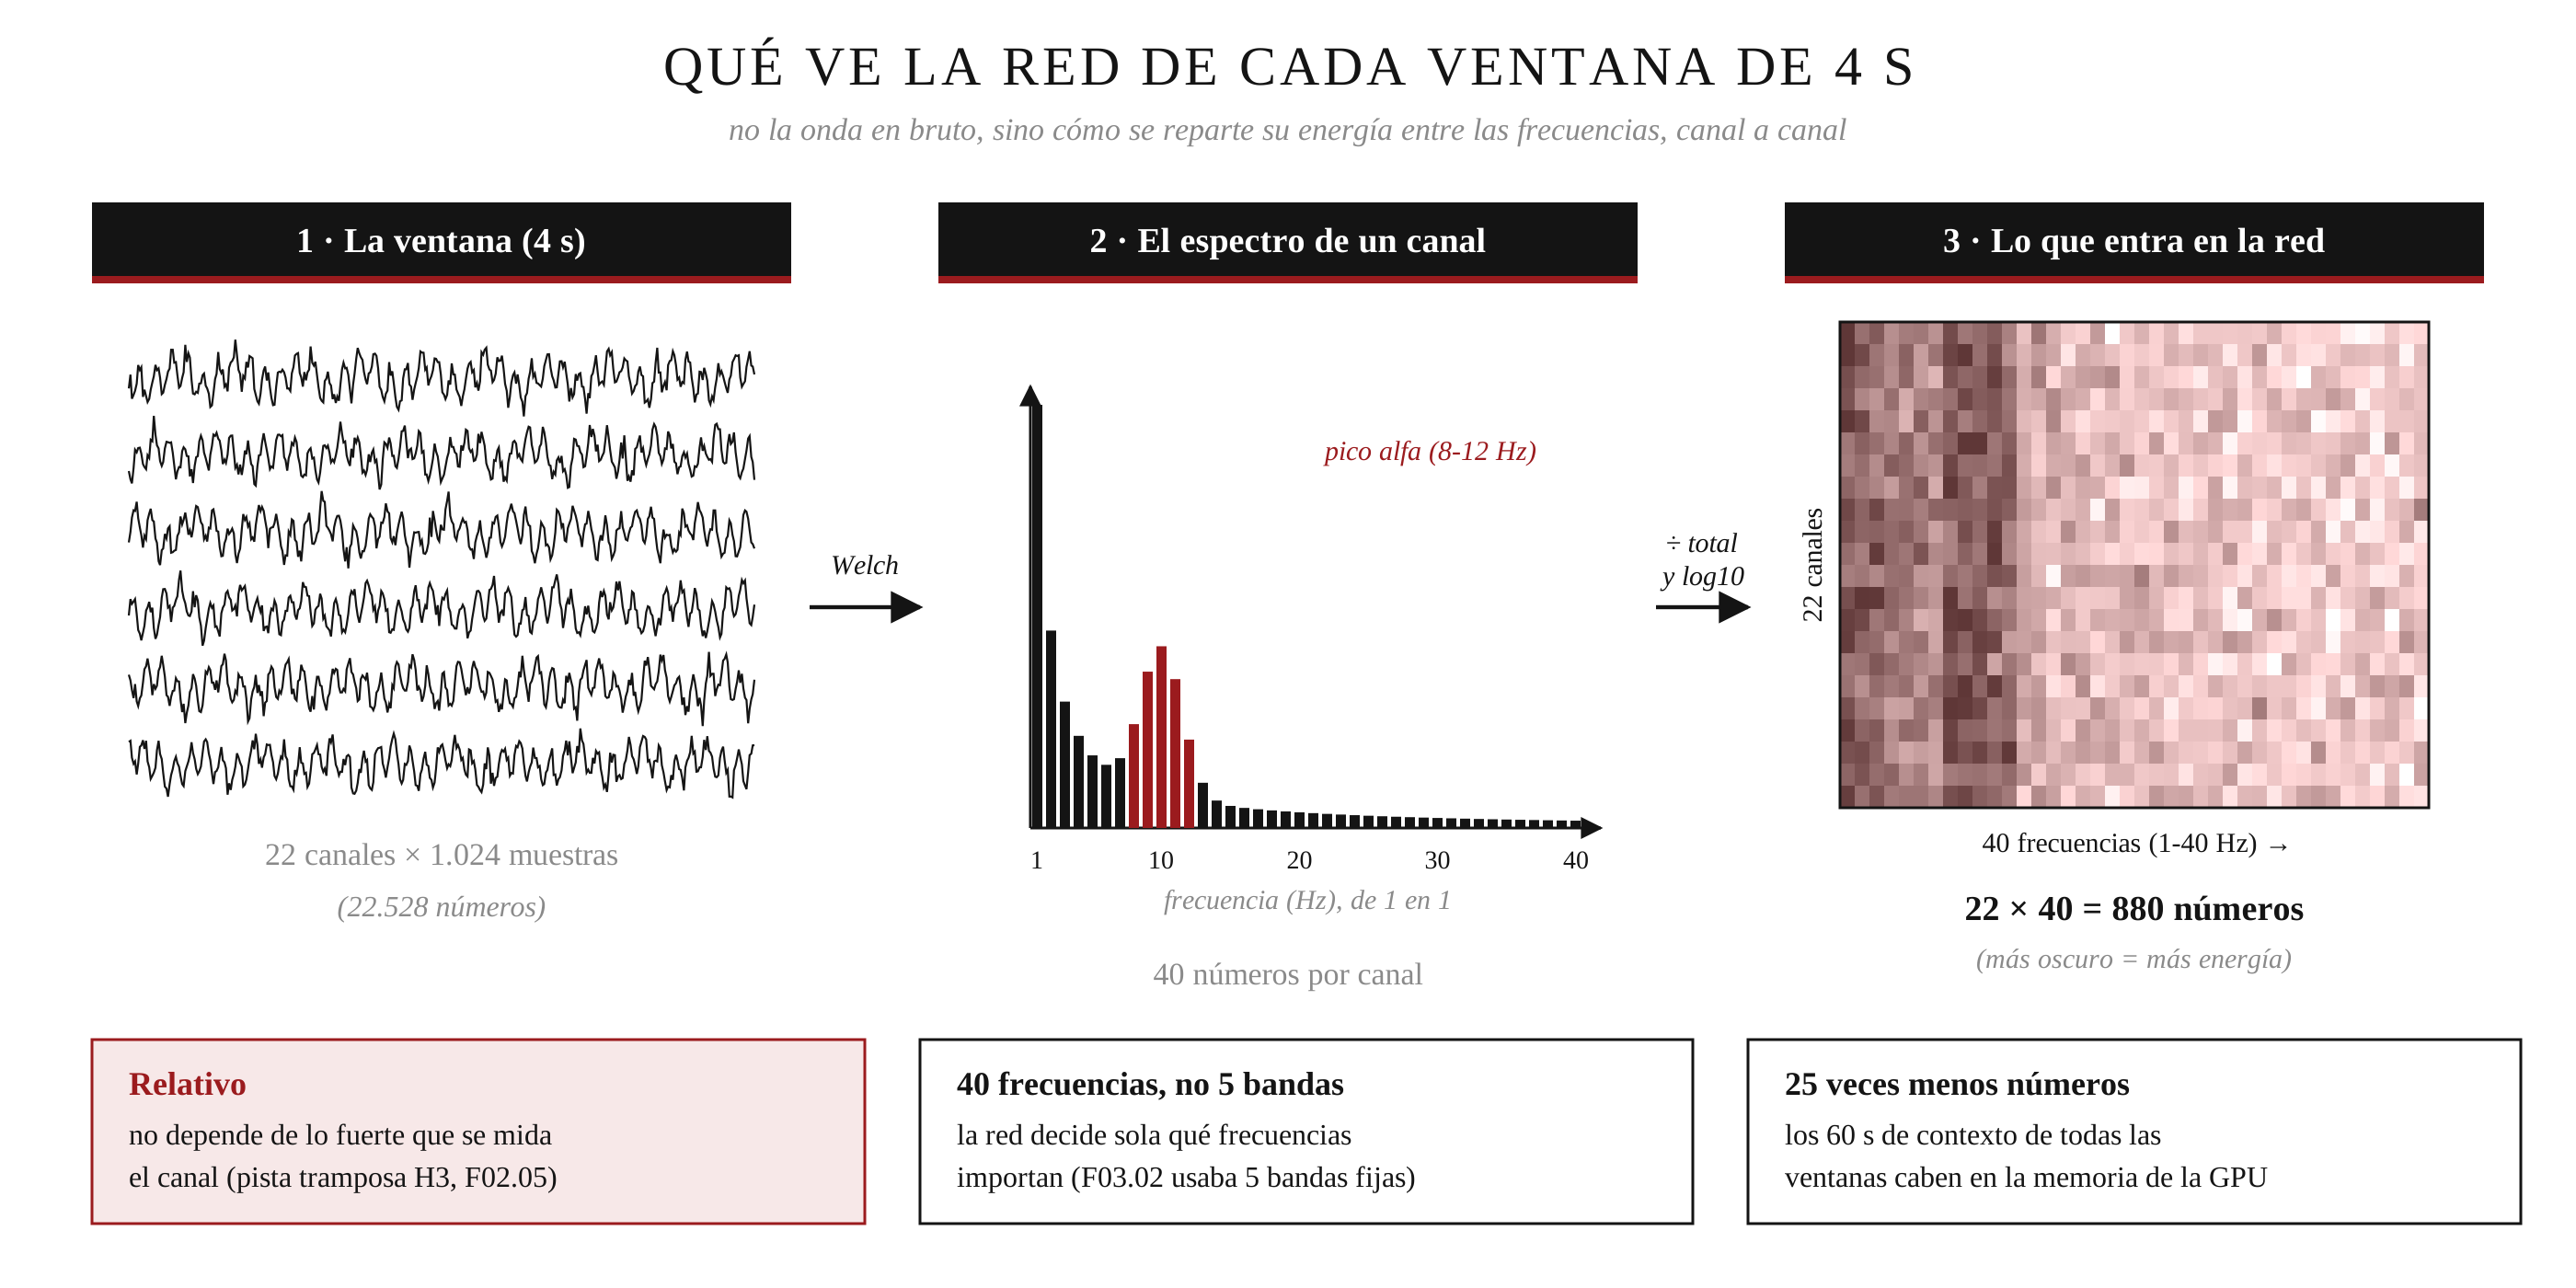 QUÉ VE LA RED DE CADA VENTANA DE 4 S
no la onda en bruto, sino cómo se reparte su energía entre las frecuencias, canal a canal
1 · La ventana (4 s)
22 canales × 1.024 muestras
(22.528 números)
Welch
2 · El espectro de un canal
pico alfa (8-12 Hz)
1 10 20 30 40
frecuencia (Hz), de 1 en 1
40 números por canal
÷ total
y log10
3 · Lo que entra en la red
22 canales
40 frecuencias (1-40 Hz) →
22 × 40 = 880 números
(más oscuro = más energía)
Relativo
no depende de lo fuerte que se mida
el canal (pista tramposa H3, F02.05)
40 frecuencias, no 5 bandas
la red decide sola qué frecuencias
importan (F03.02 usaba 5 bandas fijas)
25 veces menos números
los 60 s de contexto de todas las
ventanas caben en la memoria de la GPU